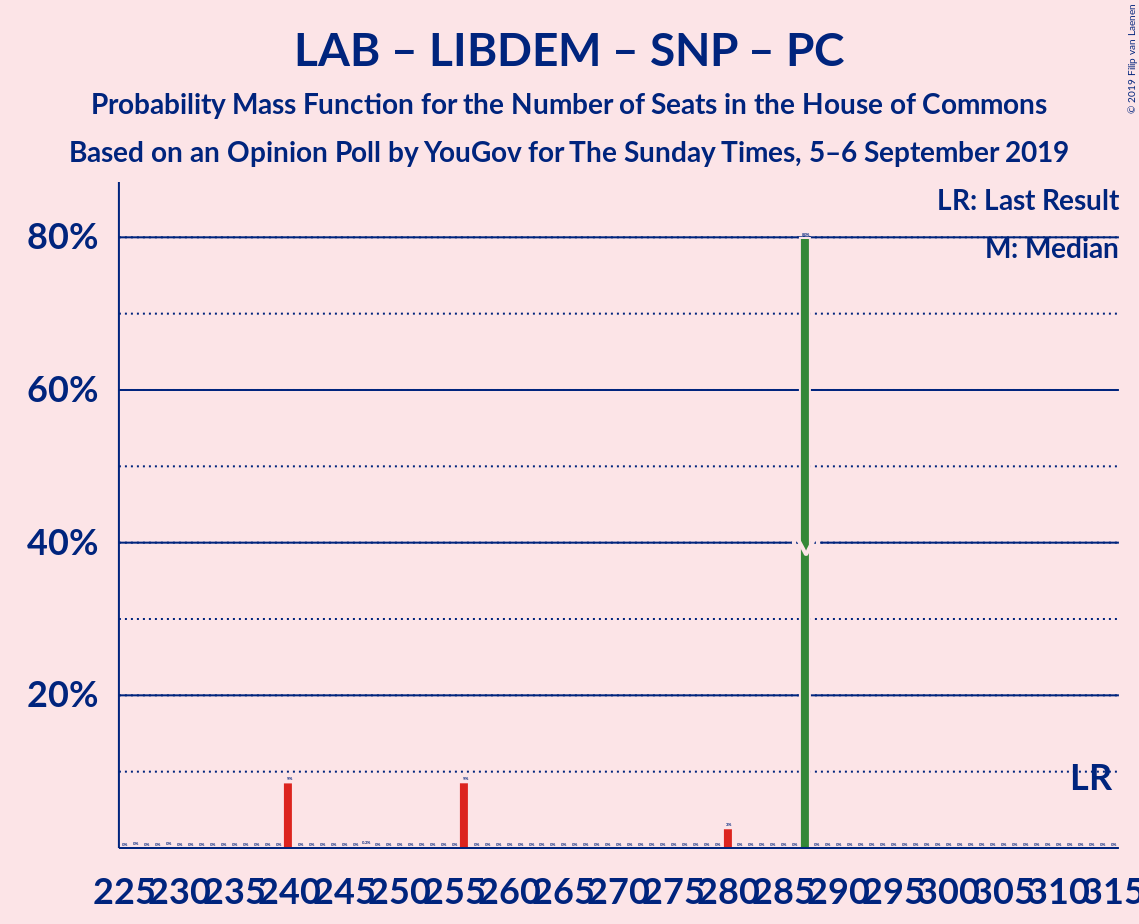 LAB – LIBDEM – SNP – PC
Probability Mass Function for the Number of Seats in the House of Commons
Based on an Opinion Poll by YouGov for The Sunday Times, 5–6 September 2019
© 2019 Filip van Laenen
LR: Last Result
M: Median
80%
60%
40%
20%
M
LR
225 230 235 240 245 250 255 260 265 270 275 280 285 290 295 300 305 310 315